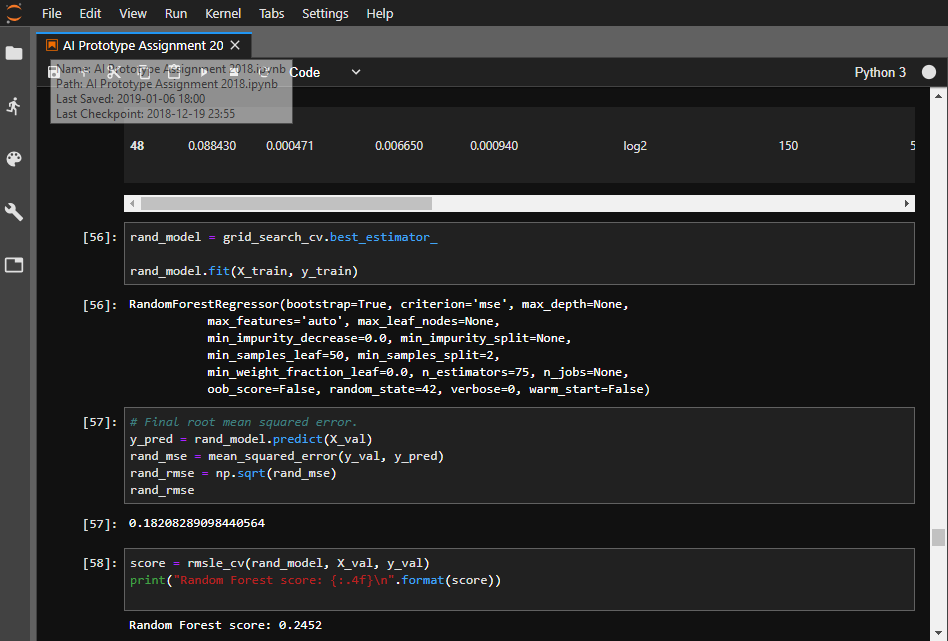 File Edit View Run Kernel Tabs Settings Help
AI Prototype Assignment 20
Code
Python 3
Name: AI Prototype Assignment 2018.ipynb
Path: AI Prototype Assignment 2018.ipynb
Last Saved: 2019-01-06 18:00
Last Checkpoint: 2018-12-19 23:55
48 0.088430 0.000471 0.006650 0.000940 log2 150 5
[56]: rand_model = grid_search_cv.best_estimator_
rand_model.fit(X_train, y_train)
[56]: RandomForestRegressor(bootstrap=True, criterion='mse', max_depth=None,
max_features='auto', max_leaf_nodes=None,
min_impurity_decrease=0.0, min_impurity_split=None,
min_samples_leaf=50, min_samples_split=2,
min_weight_fraction_leaf=0.0, n_estimators=75, n_jobs=None,
oob_score=False, random_state=42, verbose=0, warm_start=False)
[57]: # Final root mean squared error.
y_pred = rand_model.predict(X_val)
rand_mse = mean_squared_error(y_val, y_pred)
rand_rmse = np.sqrt(rand_mse)
rand_rmse
[57]: 0.18208289098440564
[58]: score = rmsle_cv(rand_model, X_val, y_val)
print("Random Forest score: {:.4f}\n".format(score))
Random Forest score: 0.2452